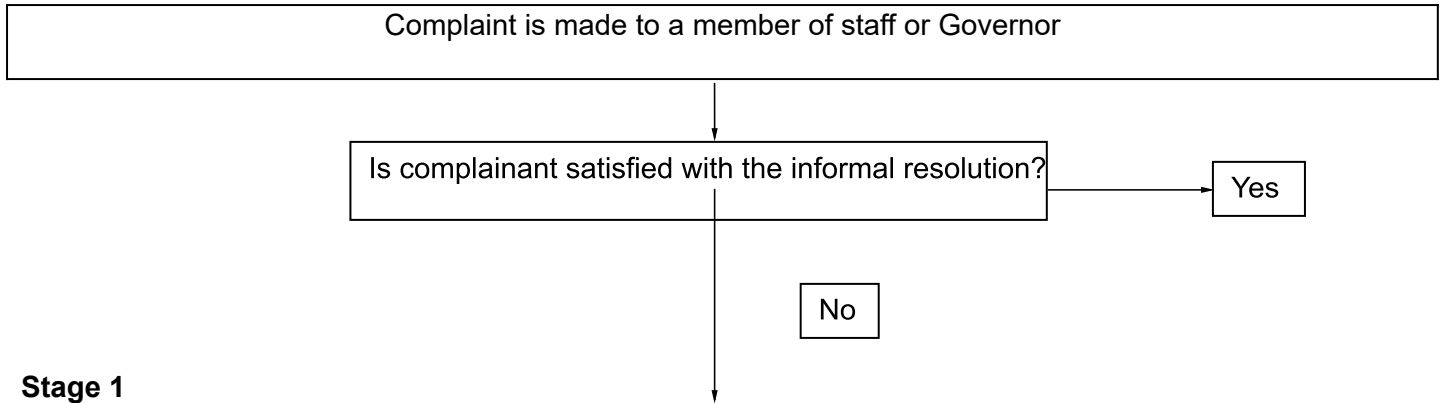 Complaint is made to a member of staff or Governor
Is complainant satisfied with the informal resolution?
Yes
No
Stage 1